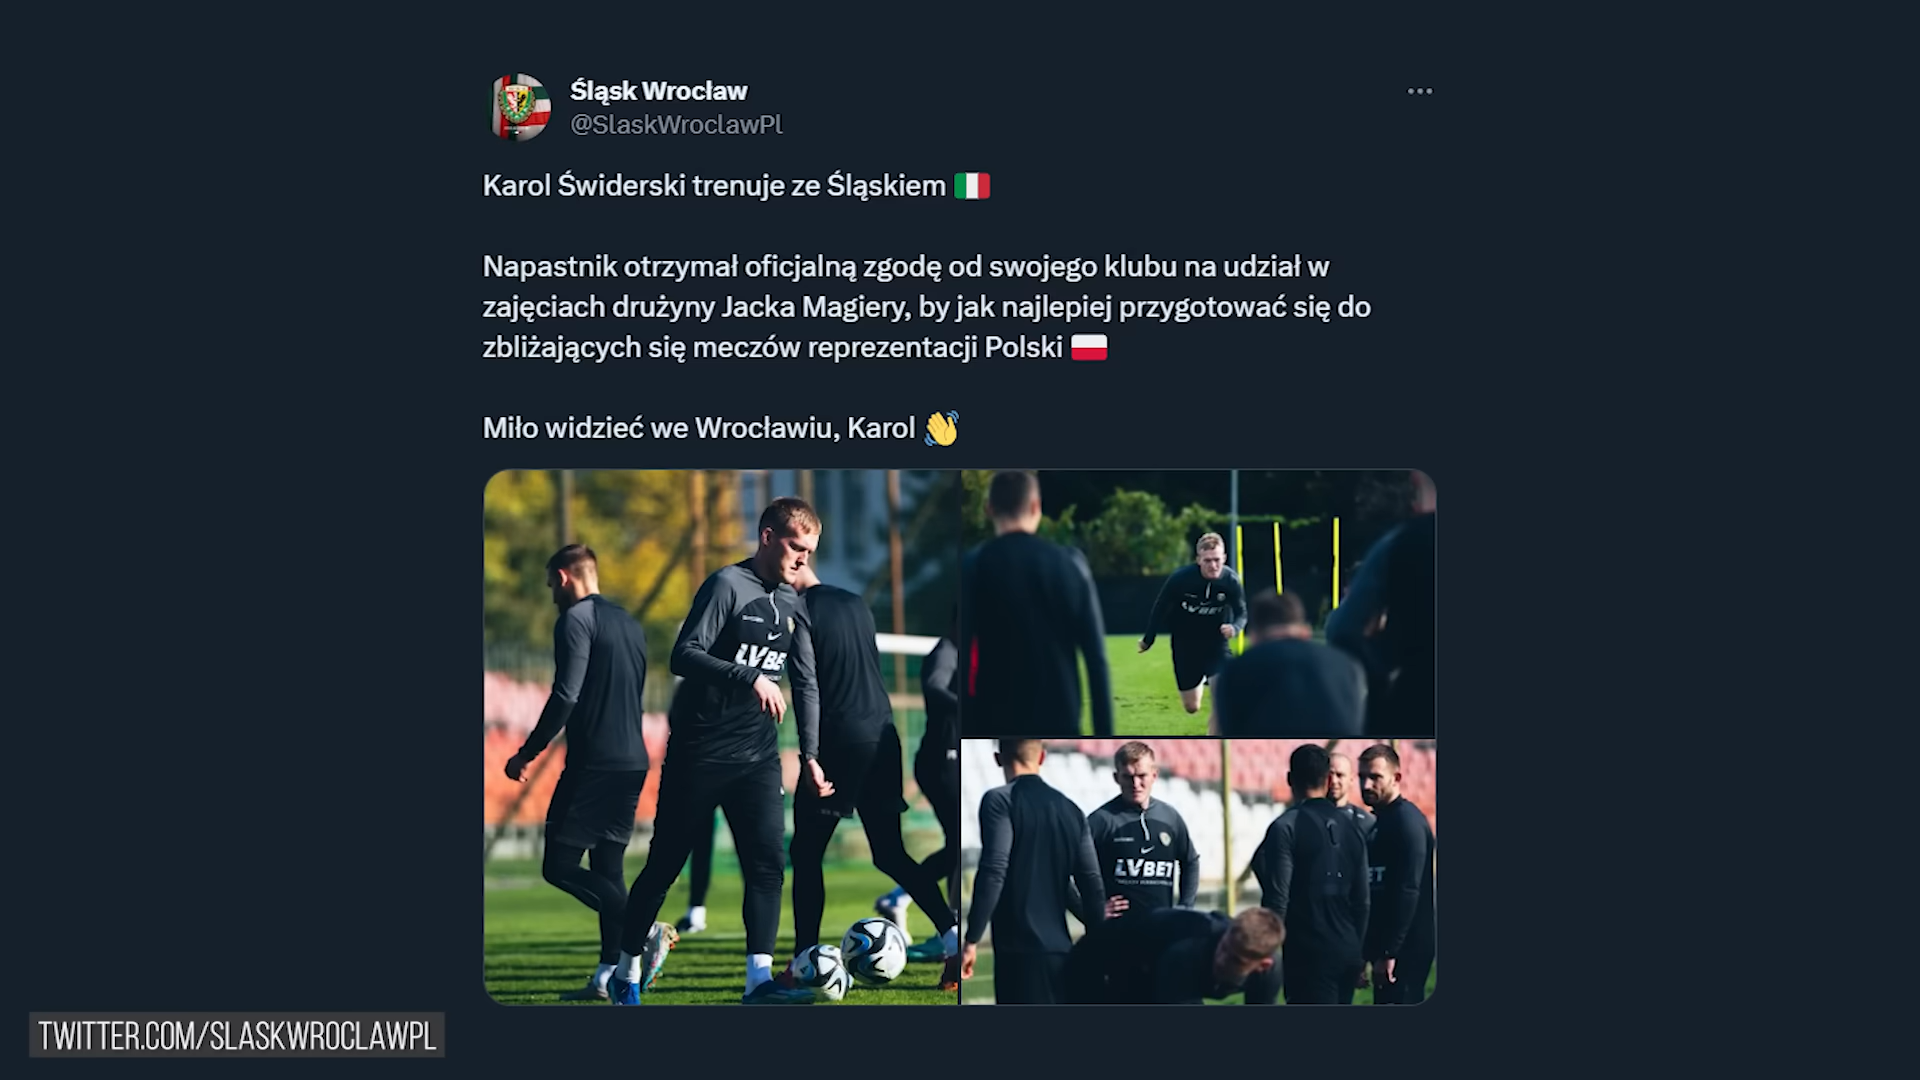 Śląsk Wrocław
@SlaskWroclawPl
Karol Świderski trenuje ze Śląskiem 🇮🇹
Napastnik otrzymał oficjalną zgodę od swojego klubu na udział w
zajęciach drużyny Jacka Magiery, by jak najlepiej przygotować się do
zbliżających się meczów reprezentacji Polski 🇵🇱
Miło widzieć we Wrocławiu, Karol 👋
LVBET
LVBET
LVBET
ET
TWITTER.COM/SLASKWROCLAWPL